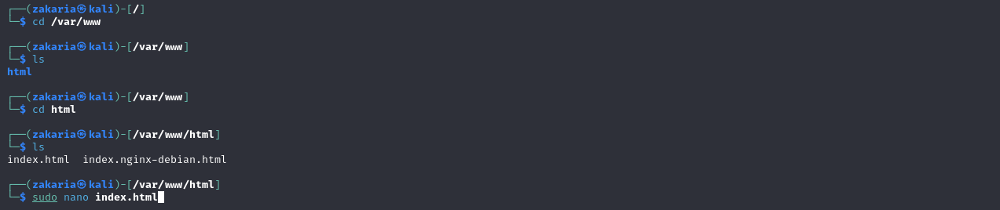 ┌──(zakaria㉿kali)-[/]
└─$ cd /var/www
┌──(zakaria㉿kali)-[/var/www]
└─$ ls
html
┌──(zakaria㉿kali)-[/var/www]
└─$ cd html
┌──(zakaria㉿kali)-[/var/www/html]
└─$ ls
index.html  index.nginx-debian.html
┌──(zakaria㉿kali)-[/var/www/html]
└─$ sudo nano index.html